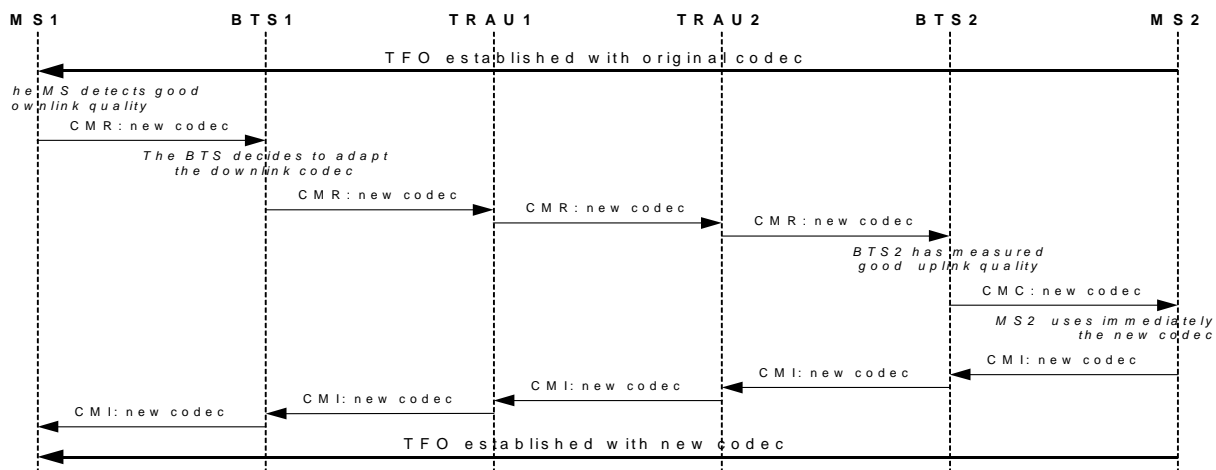 MS1 BTS1 TRAU1 TRAU2 BTS2 MS2
TFO established with original codec
he MS detects good
ownlink quality
CMR: new codec
The BTS decides to adapt
the downlink codec
CMR: new codec
CMR: new codec
CMR: new codec
BTS2 has measured
good uplink quality
CMC: new codec
MS2 uses immediately
the new codec
CMI: new codec
CMI: new codec
CMI: new codec
CMI: new codec
CMI: new codec
TFO established with new codec